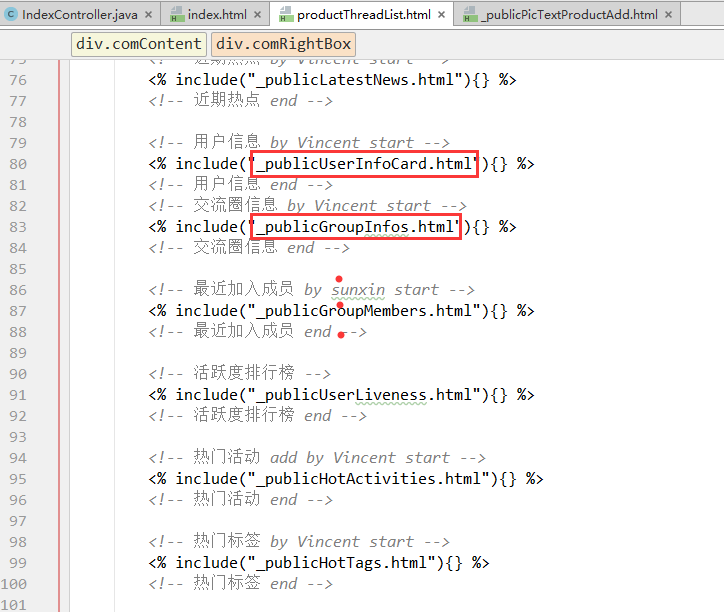 IndexController.java × index.html × productThreadList.html × _publicPicTextProductAdd.html ×
div.comContent div.comRightBox
75 <!-- 近期热点 by Vincent start -->
76 <% include("_publicLatestNews.html"){} %>
77 <!-- 近期热点 end -->
78
79 <!-- 用户信息 by Vincent start -->
80 <% include("_publicUserInfoCard.html"){} %>
81 <!-- 用户信息 end -->
82 <!-- 交流圈信息 by Vincent start -->
83 <% include("_publicGroupInfos.html"){} %>
84 <!-- 交流圈信息 end -->
85
86 <!-- 最近加入成员 by sunxin start -->
87 <% include("_publicGroupMembers.html"){} %>
88 <!-- 最近加入成员 end -->
89
90 <!-- 活跃度排行榜 -->
91 <% include("_publicUserLiveness.html"){} %>
92 <!-- 活跃度排行榜 end -->
93
94 <!-- 热门活动 add by Vincent start -->
95 <% include("_publicHotActivities.html"){} %>
96 <!-- 热门活动 end -->
97
98 <!-- 热门标签 by Vincent start -->
99 <% include("_publicHotTags.html"){} %>
100 <!-- 热门标签 end -->
101